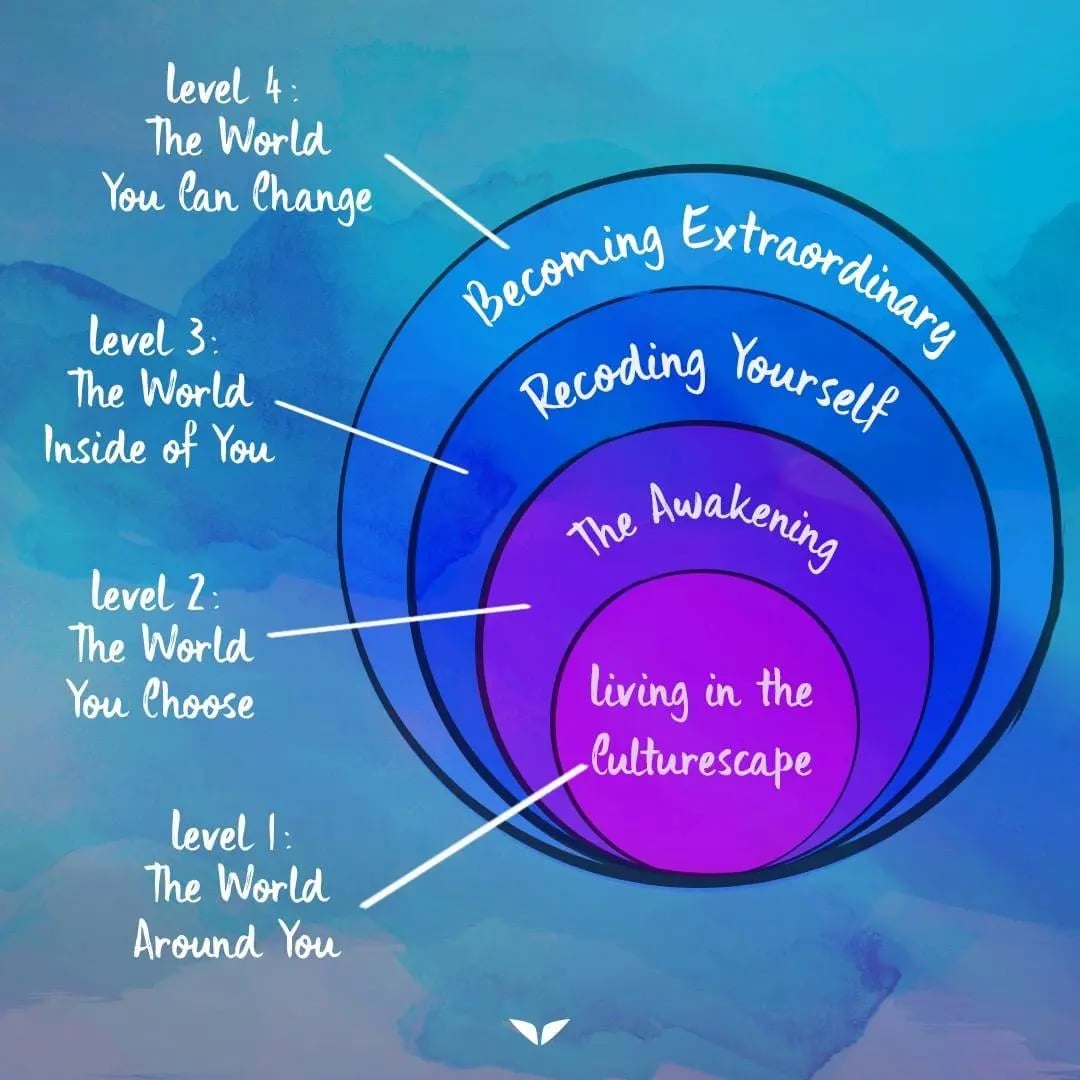 Level 4:
The World
You Can Change
Becoming Extraordinary
Level 3:
The World
Inside of You
Recoding Yourself
Level 2:
The World
You Choose
The Awakening
Level 1:
The World
Around You
Living in the
Culturescape